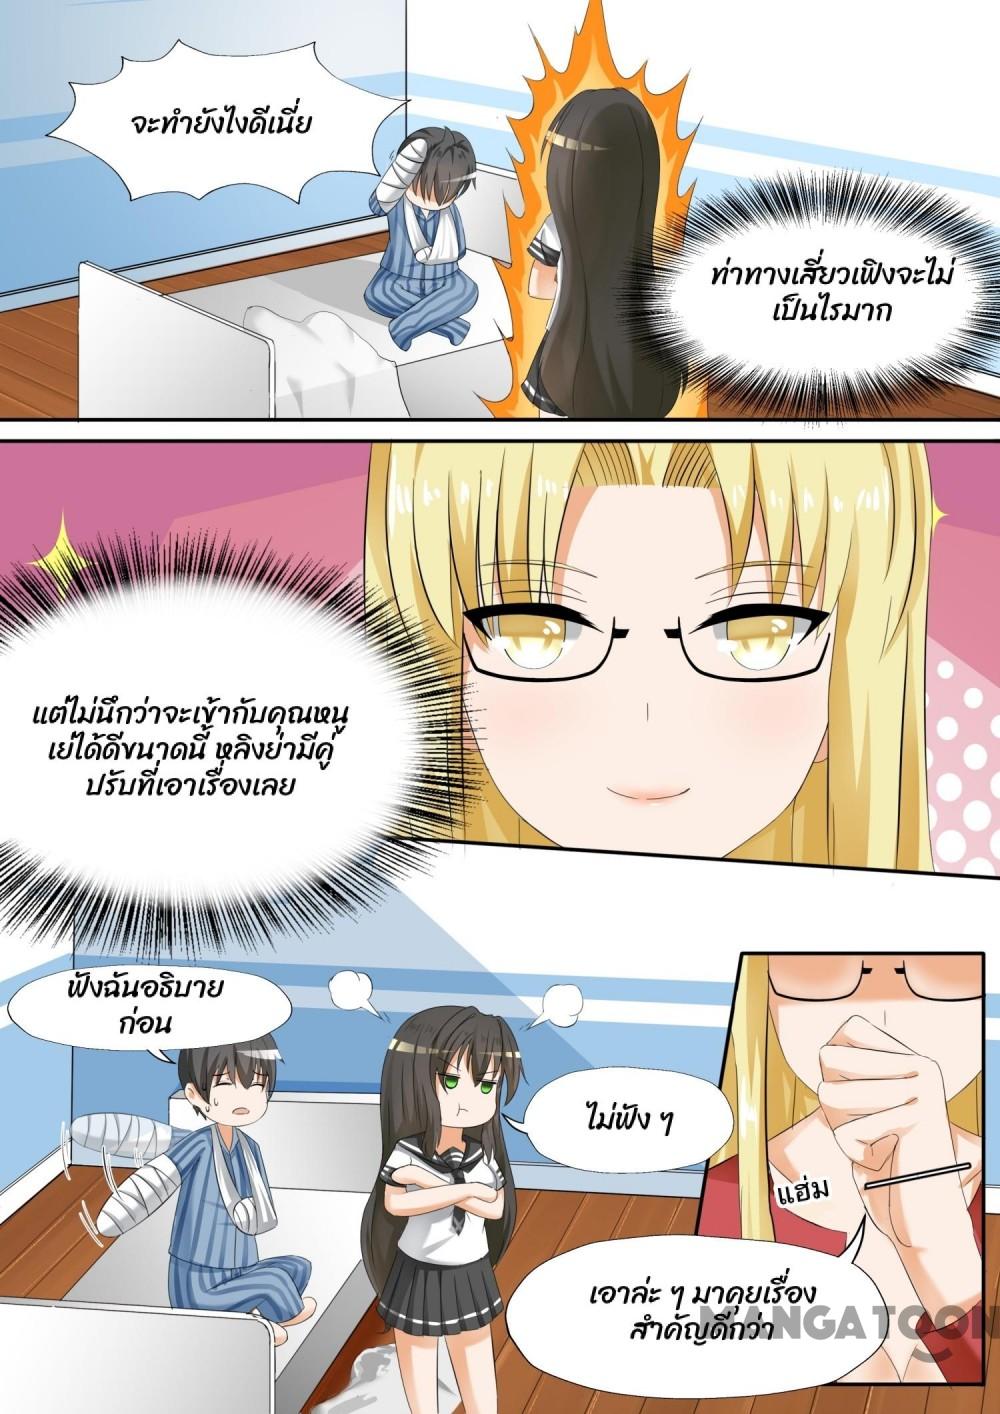 จะทำยังไงดีเนี่ย
ท่าทางเสี่ยวเฟิงจะไม่
เป็นไรมาก
แต่ไม่นึกว่าจะเข้ากับคุณหนู
เย่ได้ดีขนาดนี้ หลิงย่ามีคู่
ปรับที่เอาเรื่องเลย
ฟังฉันอธิบาย
ก่อน
ไม่ฟัง ๆ
แฮ่ม
เอาล่ะ ๆ มาคุยเรื่อง
สำคัญดีกว่า
MANGATOON